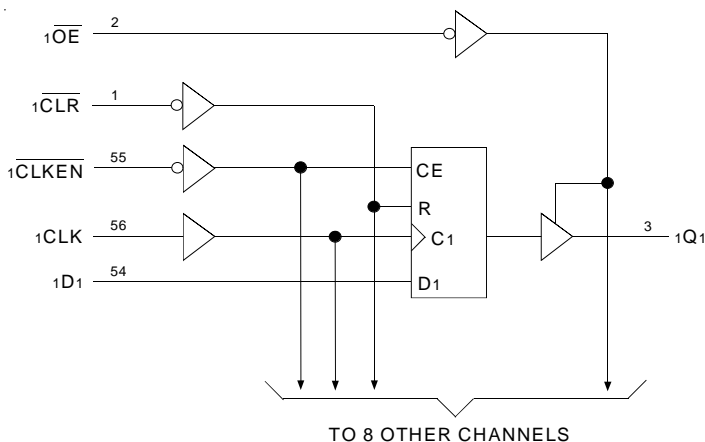 2
1OE
1
1CLR
55
1CLKEN
CE
R
56
1CLK
C1
3
1Q1
54
1D1
D1
TO 8 OTHER CHANNELS